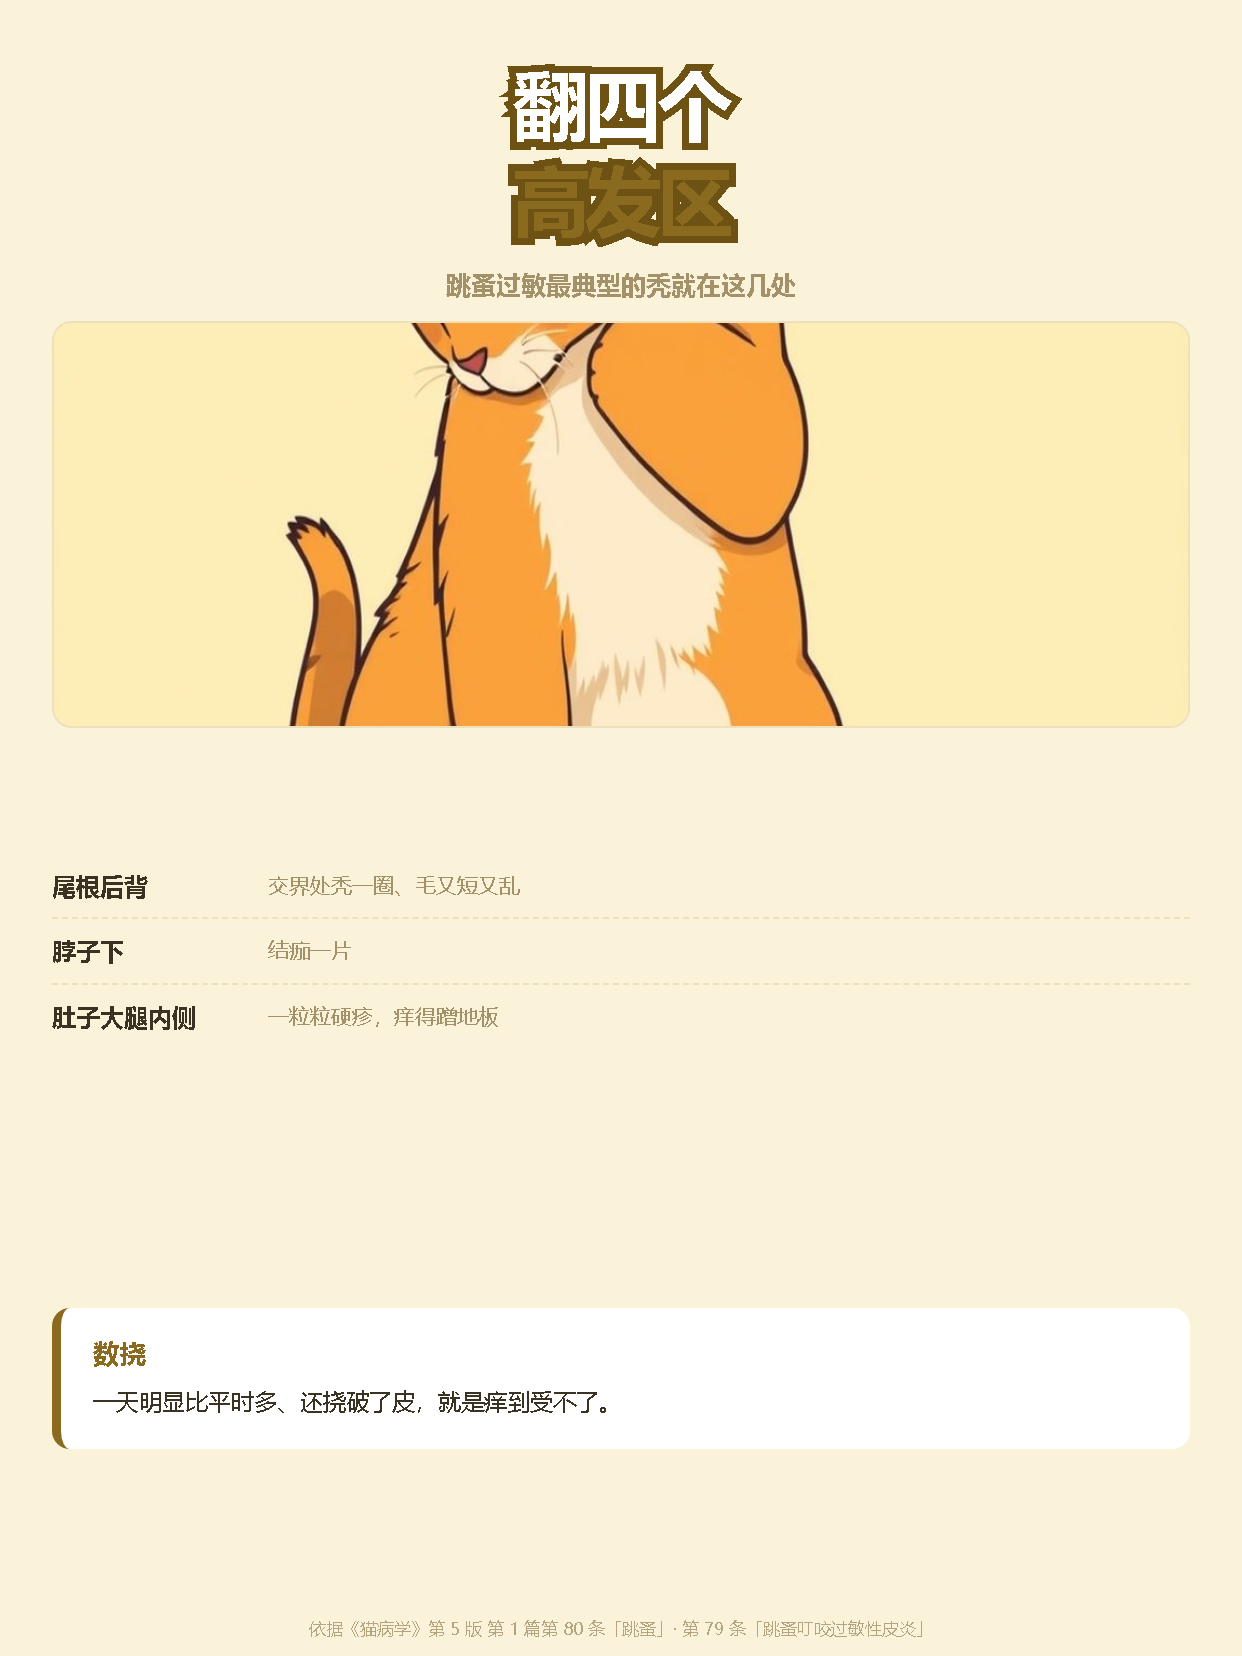 翻四个
高发区
跳蚤过敏最典型的秃就在这几处
尾根后背 交界处秃一圈、毛又短又乱
脖子下 结痂一片
肚子大腿内侧 一粒粒硬疹，痒得蹭地板
数挠
一天明显比平时多、还挠破了皮，就是痒到受不了。
依据《猫病学》第 5 版 第 1 篇第 80 条「跳蚤」· 第 79 条「跳蚤叮咬过敏性皮炎」